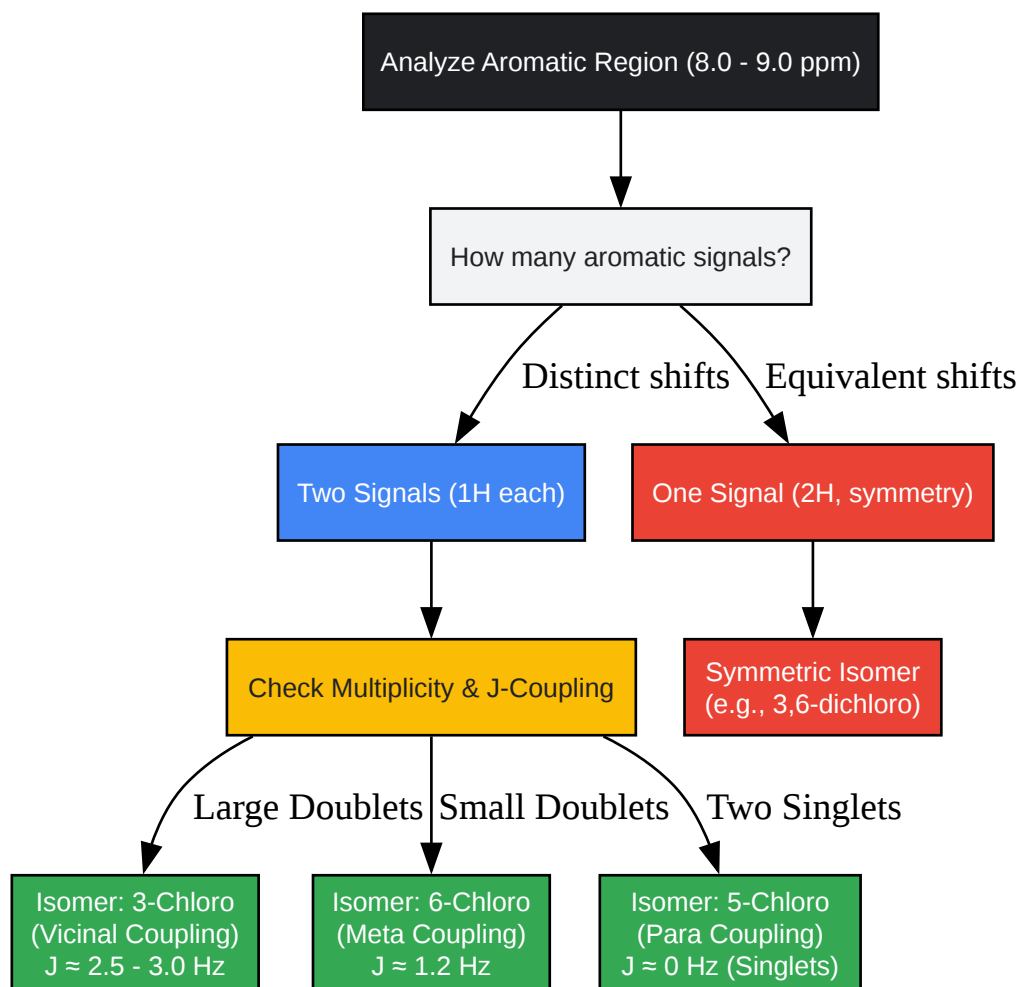 Analyze Aromatic Region (8.0 - 9.0 ppm)
How many aromatic signals?
Distinct shifts
Equivalent shifts
Two Signals (1H each)
One Signal (2H, symmetry)
Check Multiplicity & J-Coupling
Symmetric Isomer
(e.g., 3,6-dichloro)
Large Doublets
Small Doublets
Two Singlets
Isomer: 3-Chloro
(Vicinal Coupling)
J ≈ 2.5 - 3.0 Hz
Isomer: 6-Chloro
(Meta Coupling)
J ≈ 1.2 Hz
Isomer: 5-Chloro
(Para Coupling)
J ≈ 0 Hz (Singlets)